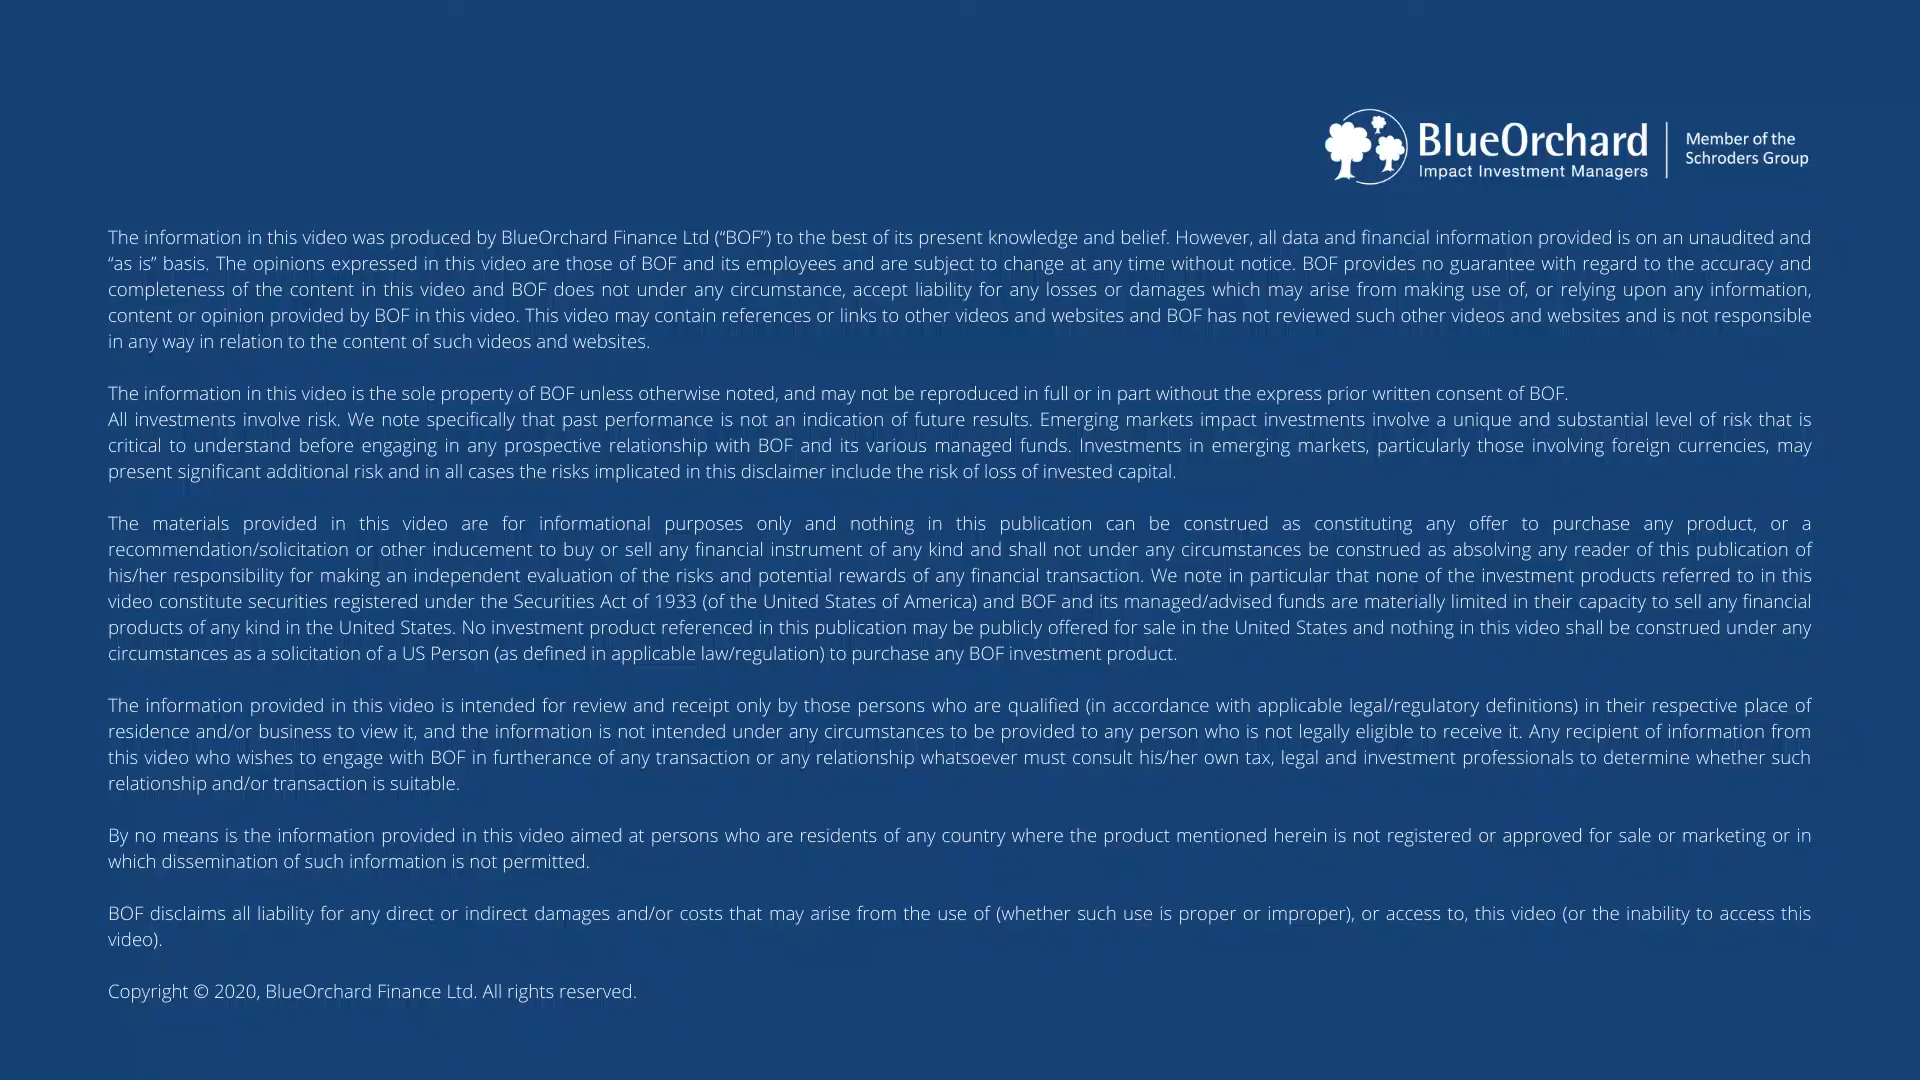 BlueOrchard
Impact Investment Managers
Member of the
Schroders Group
The information in this video was produced by BlueOrchard Finance Ltd (“BOF”) to the best of its present knowledge and belief. However, all data and financial information provided is on an unaudited and
“as is” basis. The opinions expressed in this video are those of BOF and its employees and are subject to change at any time without notice. BOF provides no guarantee with regard to the accuracy and
completeness of the content in this video and BOF does not under any circumstance, accept liability for any losses or damages which may arise from making use of, or relying upon any information,
content or opinion provided by BOF in this video. This video may contain references or links to other videos and websites and BOF has not reviewed such other videos and websites and is not responsible
in any way in relation to the content of such videos and websites.
The information in this video is the sole property of BOF unless otherwise noted, and may not be reproduced in full or in part without the express prior written consent of BOF.
All investments involve risk. We note specifically that past performance is not an indication of future results. Emerging markets impact investments involve a unique and substantial level of risk that is
critical to understand before engaging in any prospective relationship with BOF and its various managed funds. Investments in emerging markets, particularly those involving foreign currencies, may
present significant additional risk and in all cases the risks implicated in this disclaimer include the risk of loss of invested capital.
The materials provided in this video are for informational purposes only and nothing in this publication can be construed as constituting any offer to purchase any product, or a
recommendation/solicitation or other inducement to buy or sell any financial instrument of any kind and shall not under any circumstances be construed as absolving any reader of this publication of
his/her responsibility for making an independent evaluation of the risks and potential rewards of any financial transaction. We note in particular that none of the investment products referred to in this
video constitute securities registered under the Securities Act of 1933 (of the United States of America) and BOF and its managed/advised funds are materially limited in their capacity to sell any financial
products of any kind in the United States. No investment product referenced in this publication may be publicly offered for sale in the United States and nothing in this video shall be construed under any
circumstances as a solicitation of a US Person (as defined in applicable law/regulation) to purchase any BOF investment product.
The information provided in this video is intended for review and receipt only by those persons who are qualified (in accordance with applicable legal/regulatory definitions) in their respective place of
residence and/or business to view it, and the information is not intended under any circumstances to be provided to any person who is not legally eligible to receive it. Any recipient of information from
this video who wishes to engage with BOF in furtherance of any transaction or any relationship whatsoever must consult his/her own tax, legal and investment professionals to determine whether such
relationship and/or transaction is suitable.
By no means is the information provided in this video aimed at persons who are residents of any country where the product mentioned herein is not registered or approved for sale or marketing or in
which dissemination of such information is not permitted.
BOF disclaims all liability for any direct or indirect damages and/or costs that may arise from the use of (whether such use is proper or improper), or access to, this video (or the inability to access this
video).
Copyright © 2020, BlueOrchard Finance Ltd. All rights reserved.